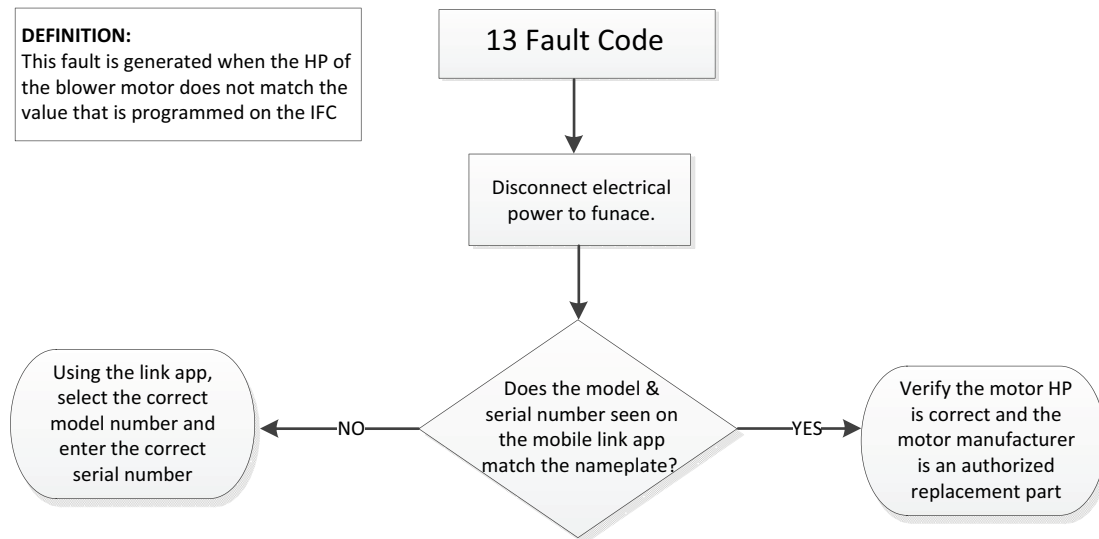 DEFINITION:
This fault is generated when the HP of
the blower motor does not match the
value that is programmed on the IFC
13 Fault Code
Disconnect electrical
power to funace.
Does the model &
serial number seen on
the mobile link app
match the nameplate?
NO
Using the link app,
select the correct
model number and
enter the correct
serial number
YES
Verify the motor HP
is correct and the
motor manufacturer
is an authorized
replacement part